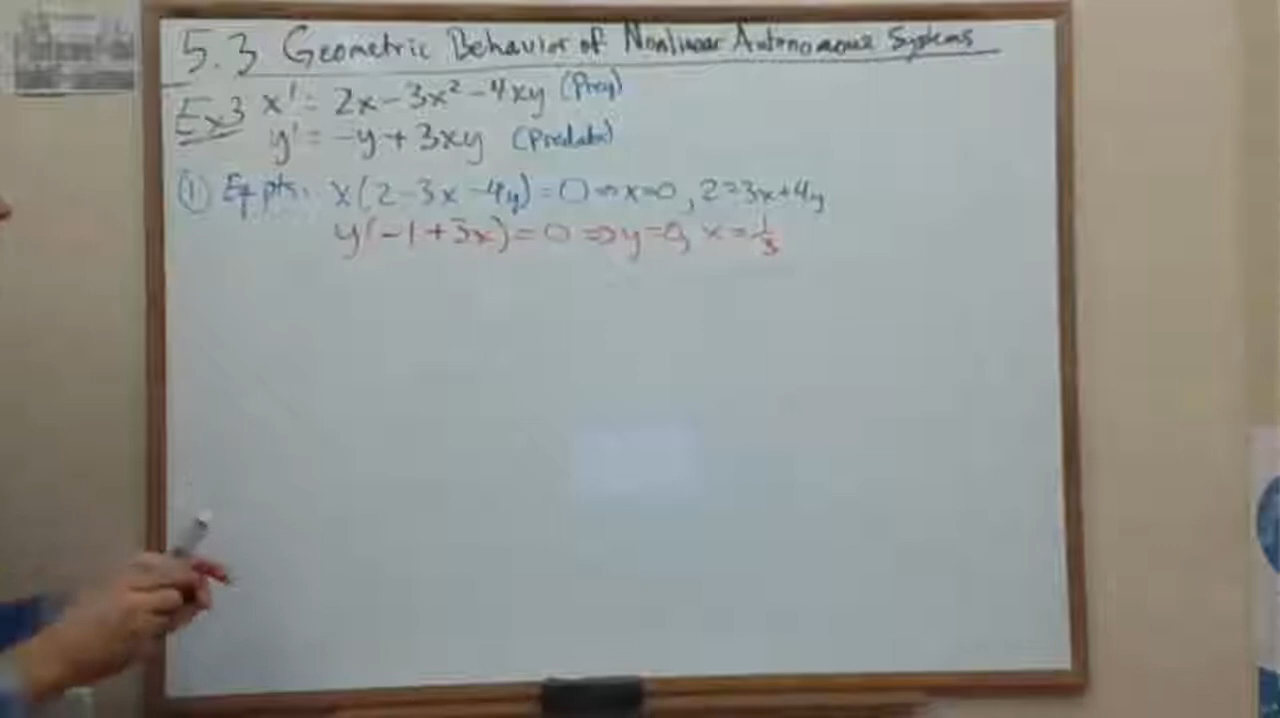 5.3 Geometric Behavior of Nonlinear Autonomous Systems
Ex3 x' = 2x - 3x² - 4xy (Prey)
y' = -y + 3xy (Predator)
① Eq pts. x(2 - 3x - 4y) = 0 ⇒ x=0, 2=3x+4y
y(-1 + 3x) = 0 ⇒ y=0, x = 1/3